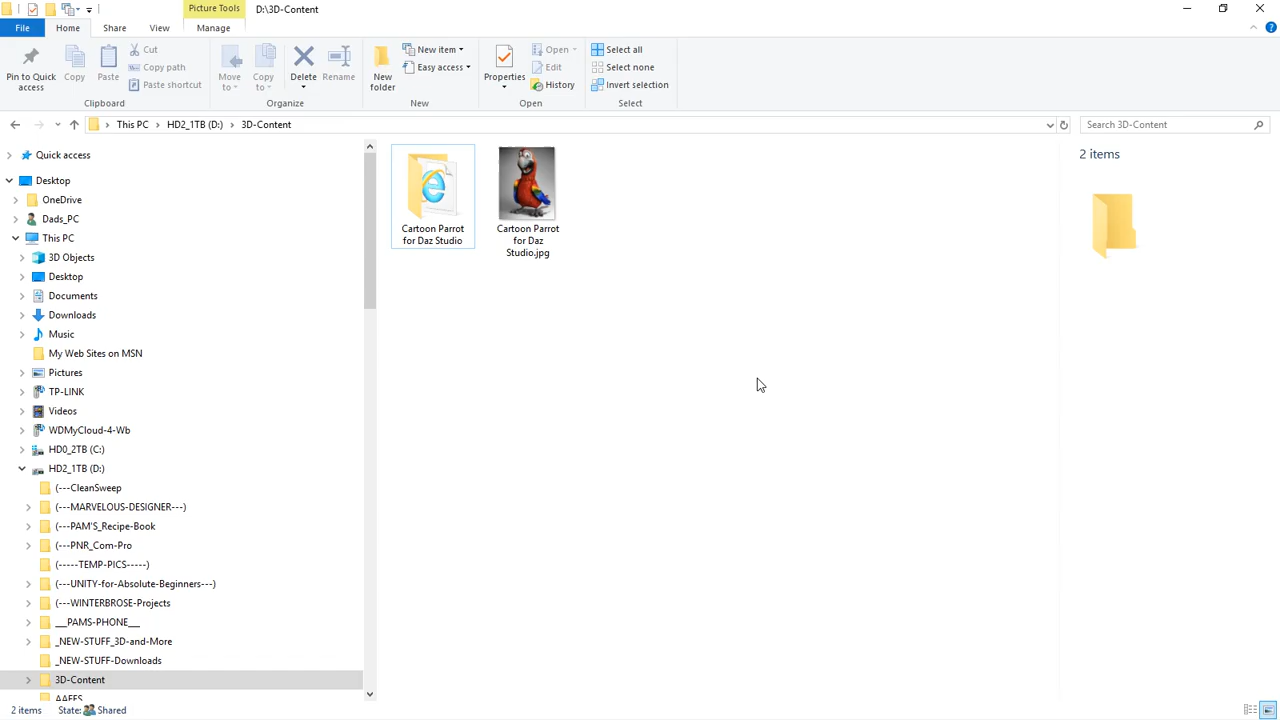 Picture Tools
D:\3D-Content
File
Home
Share
View
Manage
Pin to Quick access
Copy
Paste
Cut
Copy path
Paste shortcut
Clipboard
Move to
Copy to
Delete
Rename
Organize
New folder
New item
Easy access
New
Properties
Open
Edit
History
Open
Select all
Select none
Invert selection
Select
This PC
HD2_1TB (D:)
3D-Content
Search 3D-Content
Quick access
Desktop
OneDrive
Dads_PC
This PC
3D Objects
Desktop
Documents
Downloads
Music
My Web Sites on MSN
Pictures
TP-LINK
Videos
WDMyCloud-4-Wb
HD0_2TB (C:)
HD2_1TB (D:)
(---CleanSweep
(---MARVELOUS-DESIGNER---)
(---PAM'S_Recipe-Book
(---PNR_Com-Pro
(-----TEMP-PICS-----)
(---UNITY-for-Absolute-Beginners---)
(---WINTERBROSE-Projects
__PAMS-PHONE__
_NEW-STUFF_3D-and-More
_NEW-STUFF-Downloads
3D-Content
AAFES
Cartoon Parrot
for Daz Studio
Cartoon Parrot
for Daz
Studio.jpg
2 items
2 items
State:
Shared